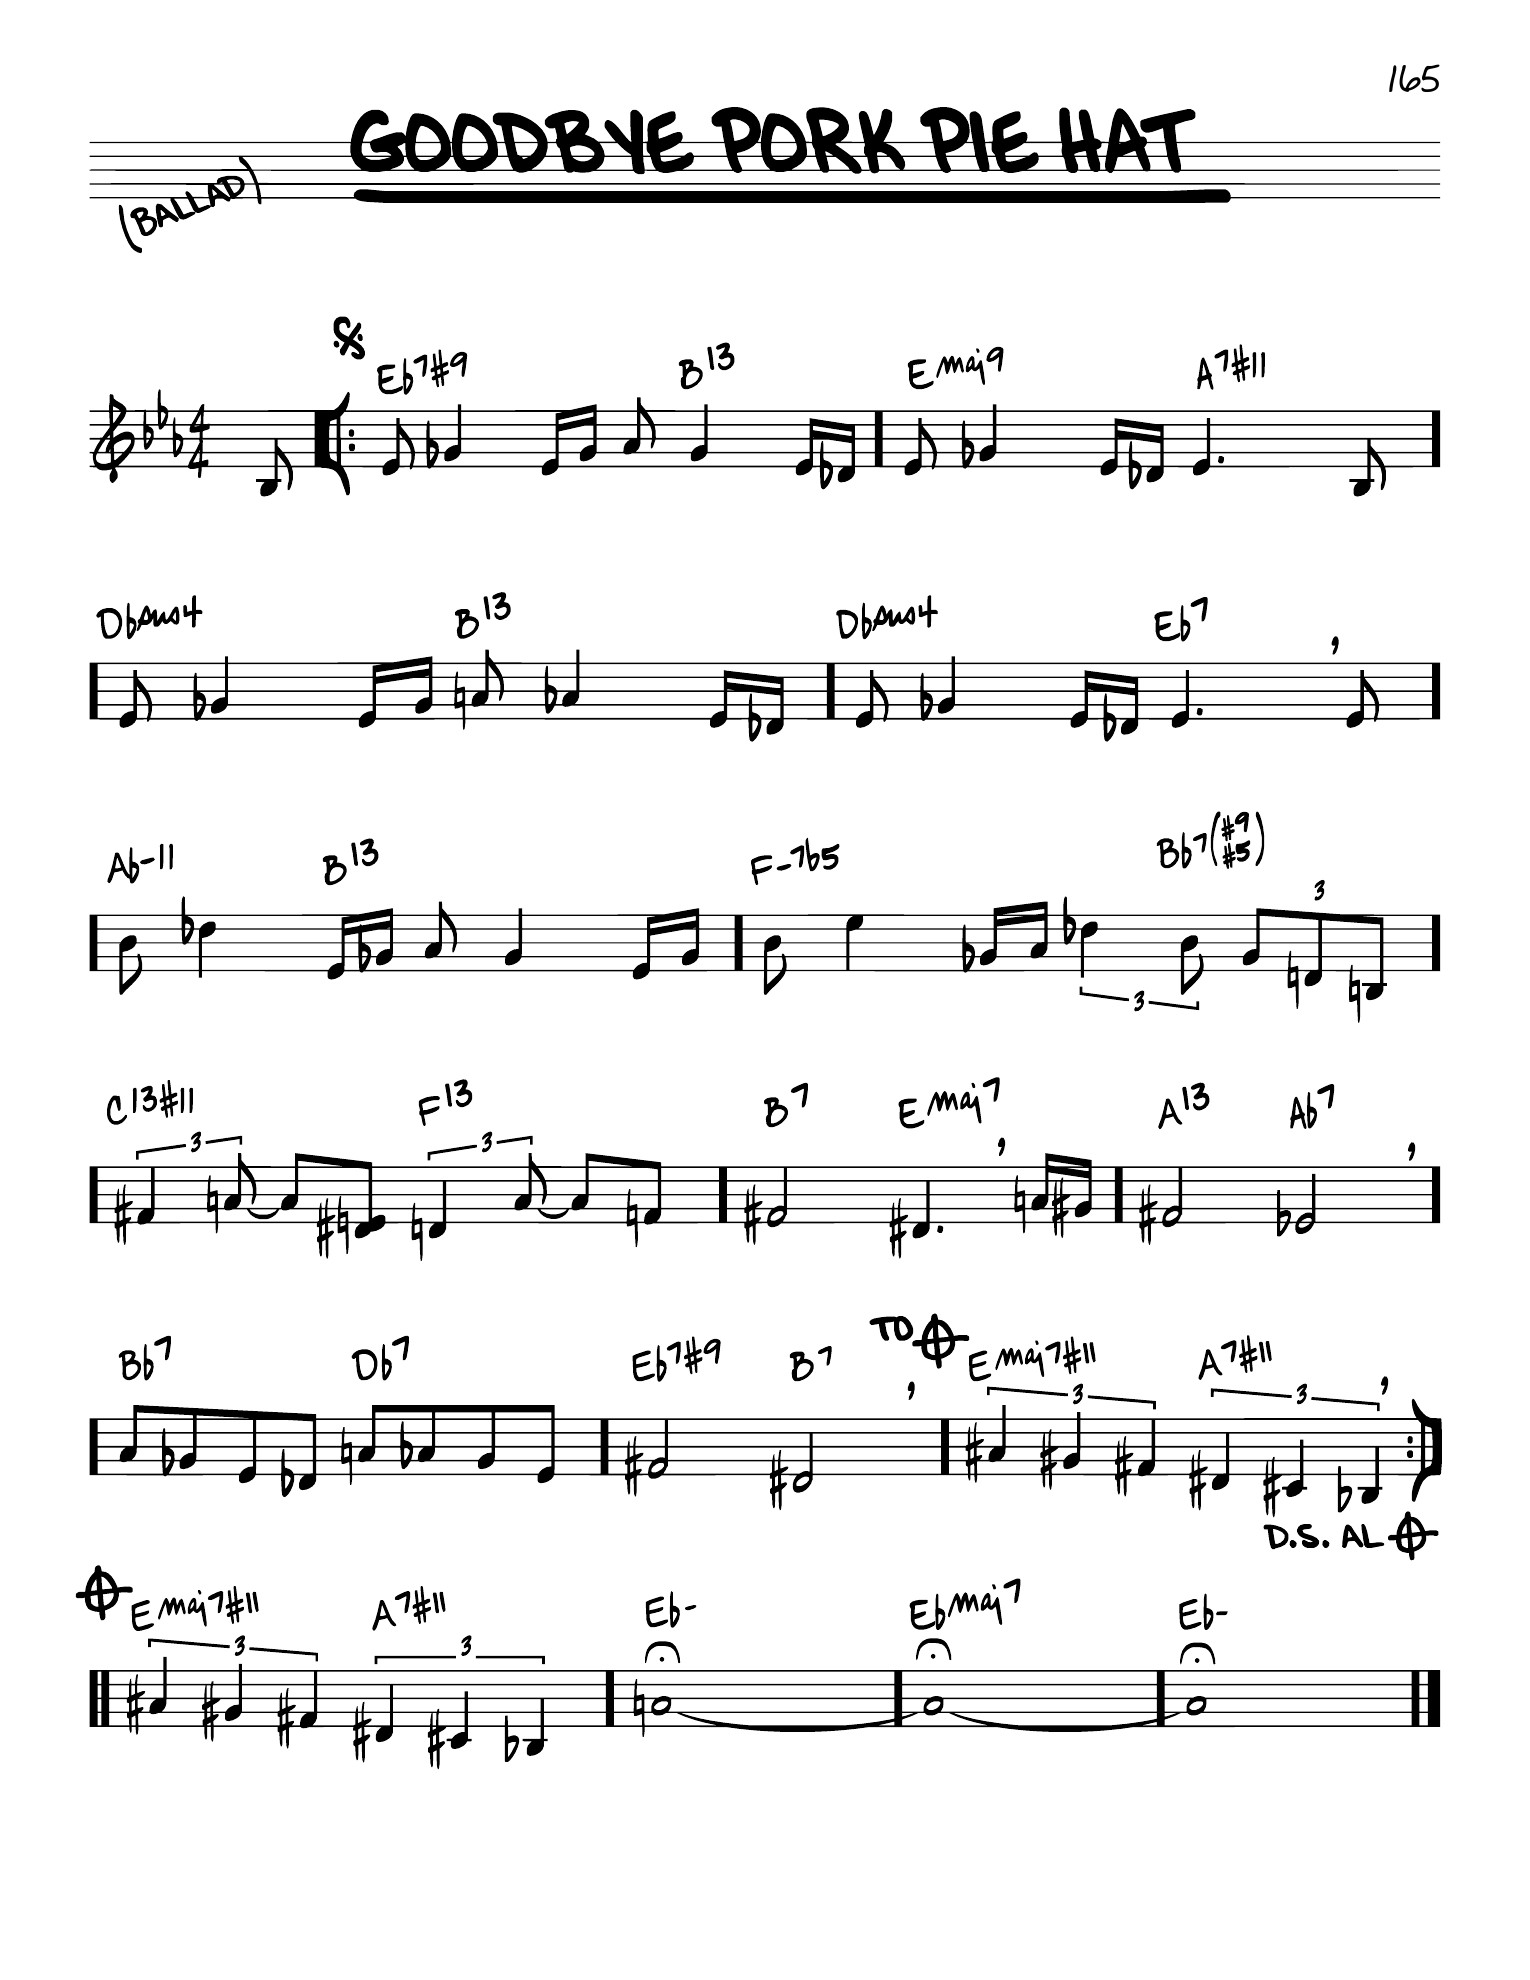 165
GOODBYE PORK PIE HAT
(BALLAD)
Eb7#9 B13 Emaj9 A7#11
Dbsus4 B13 Dbsus4 Eb7
Ab-11 B13 F-7b5 Bb7(#9 #5)
3 3
C13#11 F13 B7 Emaj7 A13 Ab7
3 3
Bb7 Db7 Eb7#9 B7 TO Emaj7#11 A7#11
3 3
D.S. AL
Emaj7#11 A7#11 Eb- Ebmaj7 Eb-
3 3